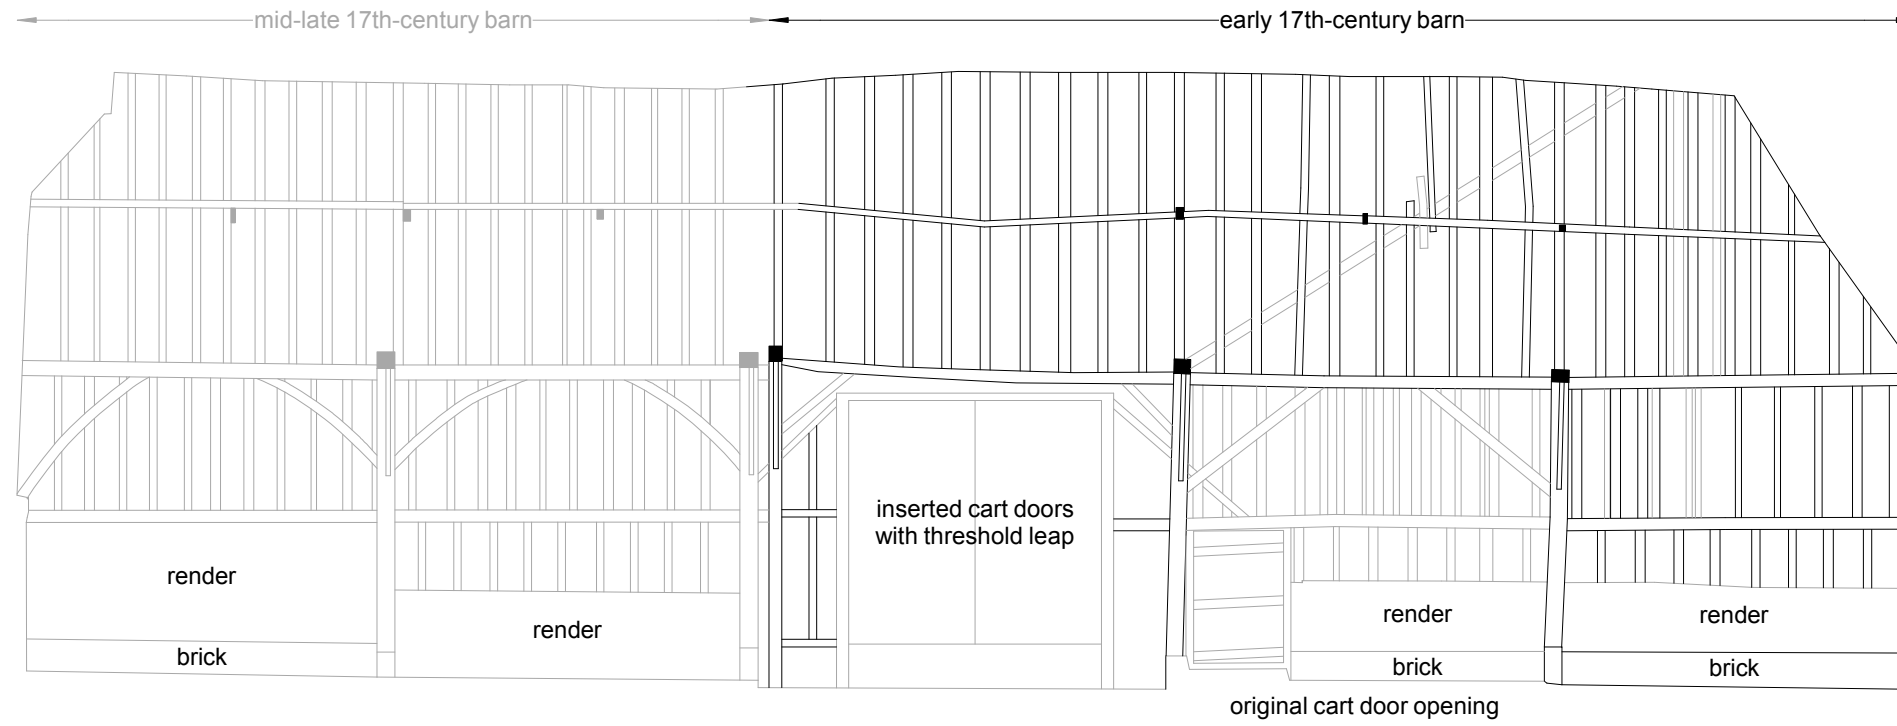 mid-late 17th-century barn
early 17th-century barn
inserted cart doors
with threshold leap
render
render
render
render
brick
brick
brick
original cart door opening